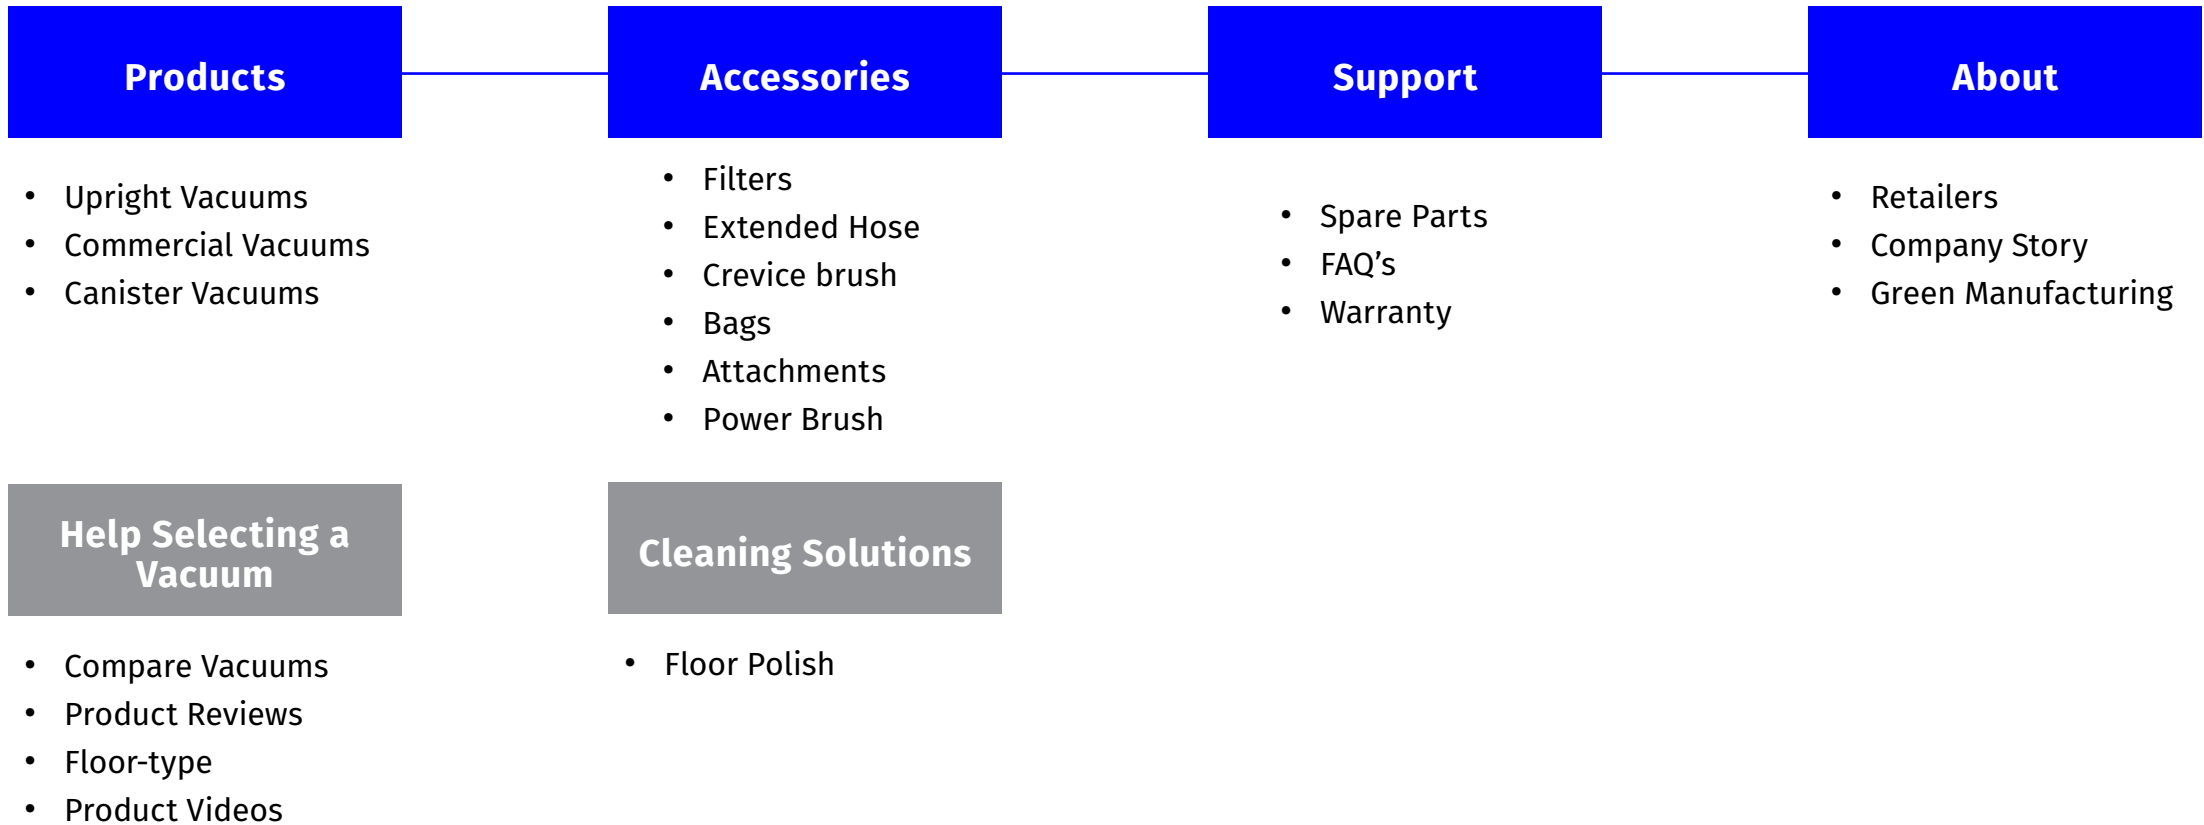 Products
Upright Vacuums
Commercial Vacuums
Canister Vacuums
Help Selecting a
Vacuum
Compare Vacuums
Product Reviews
Floor-type
Product Videos
Accessories
Filters
Extended Hose
Crevice brush
Bags
Attachments
Power Brush
Cleaning Solutions
Floor Polish
Support
Spare Parts
FAQ’s
Warranty
About
Retailers
Company Story
Green Manufacturing